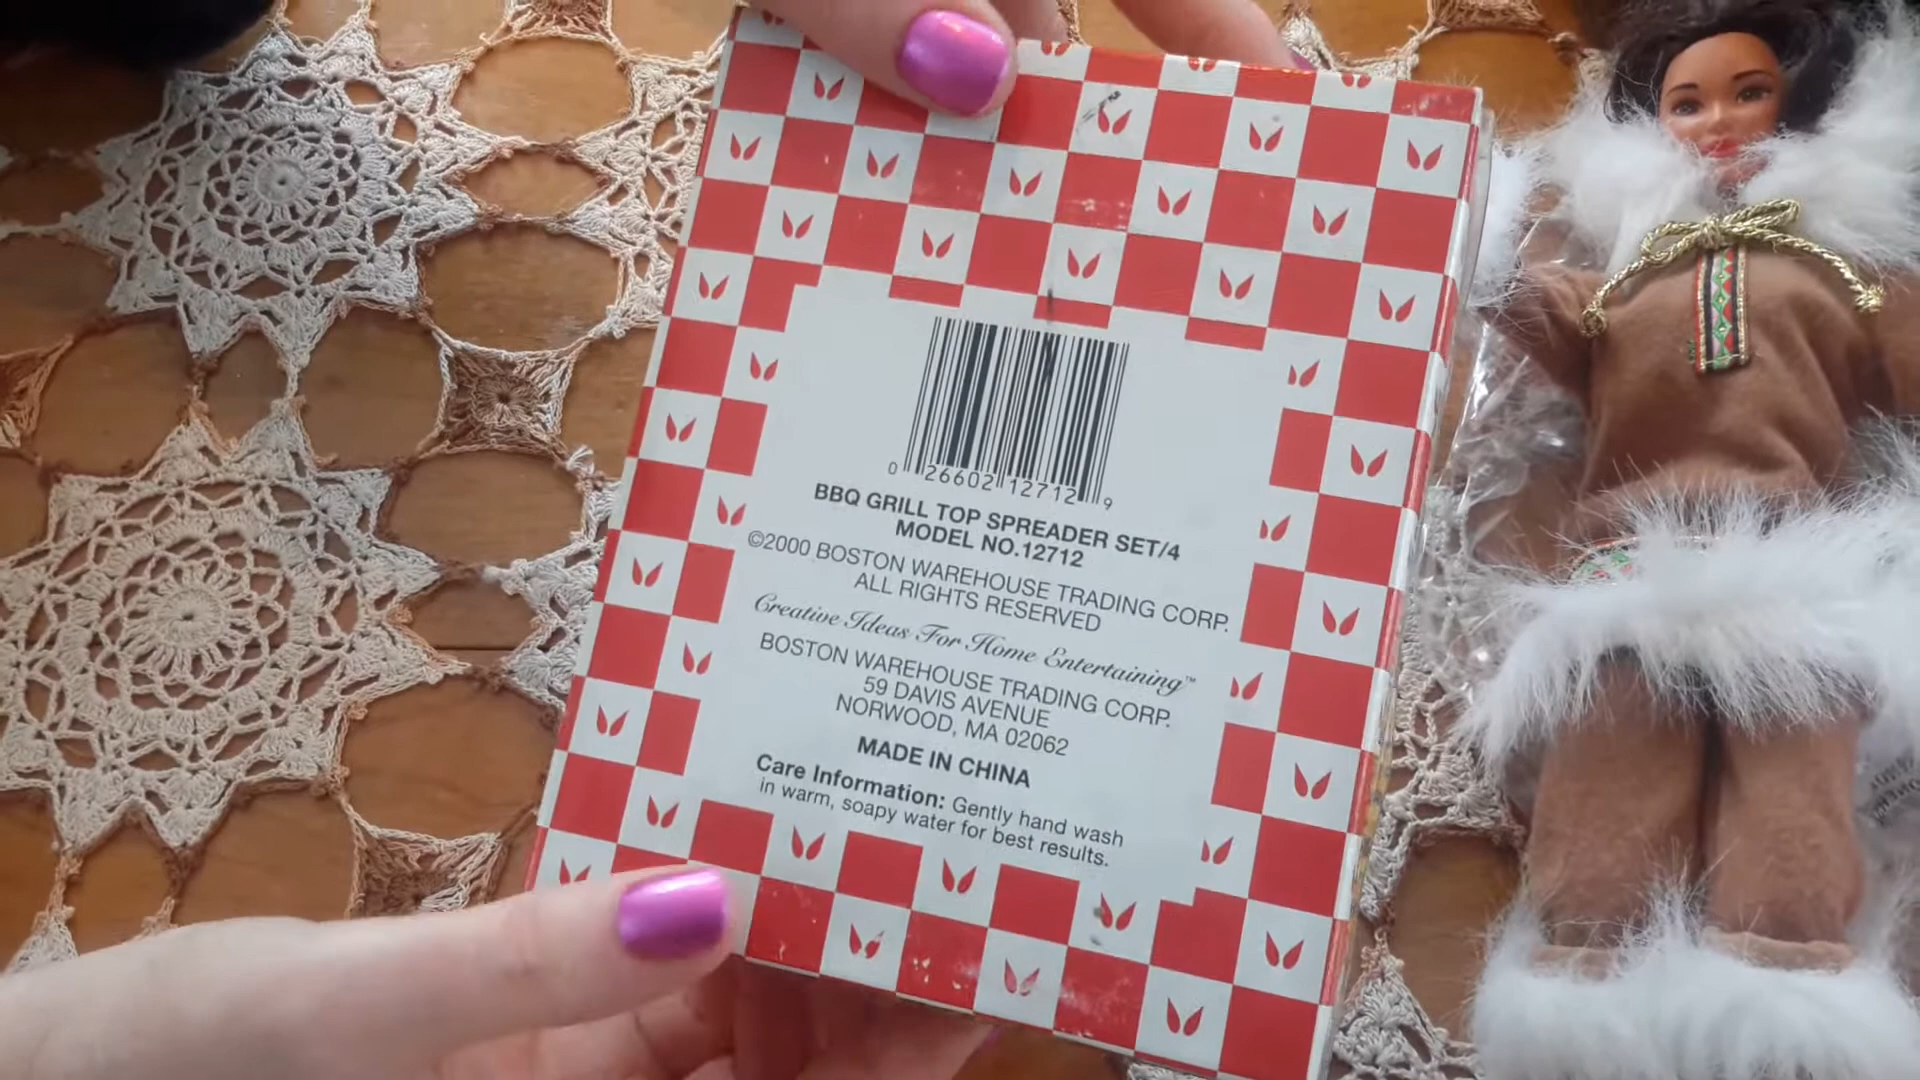 0 26602 12712 9
BBQ GRILL TOP SPREADER SET/4
MODEL NO.12712
©2000 BOSTON WAREHOUSE TRADING CORP.
ALL RIGHTS RESERVED
Creative Ideas For Home Entertaining™
BOSTON WAREHOUSE TRADING CORP.
59 DAVIS AVENUE
NORWOOD, MA 02062
MADE IN CHINA
Care Information: Gently hand wash
in warm, soapy water for best results.